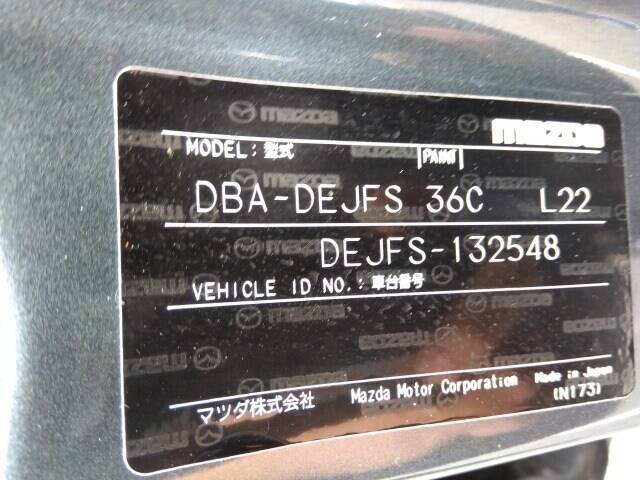 mazda
MODEL: 型式 PAINT
DBA-DEJFS 36C L22
DEJFS-132548
VEHICLE ID NO.: 車台番号
マツダ株式会社 Mazda Motor Corporation Made in Japan
(N173)